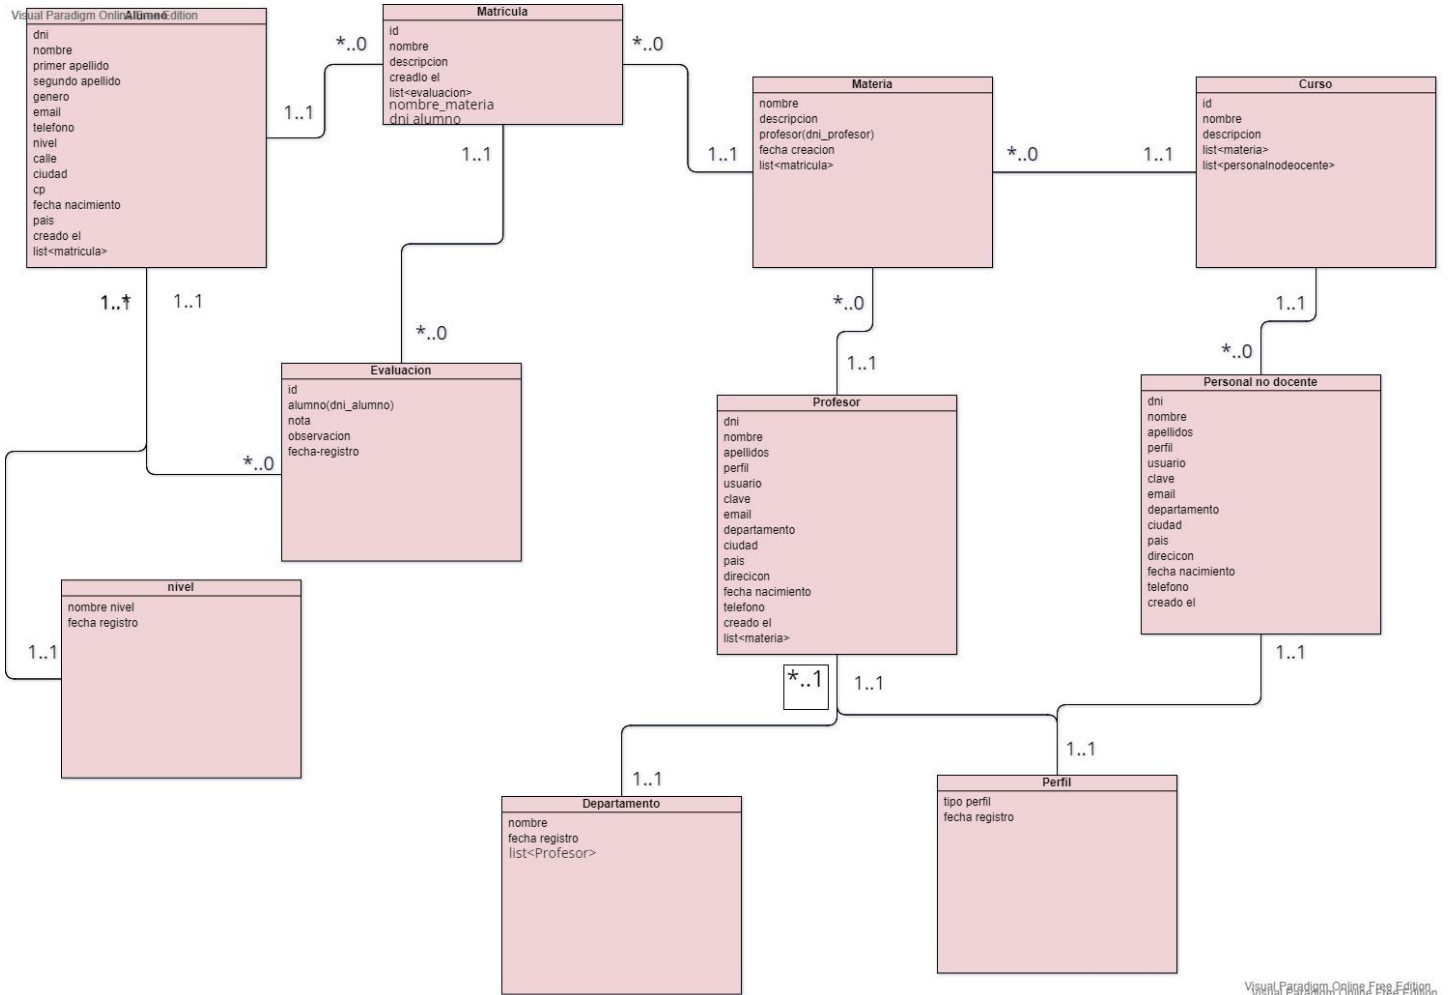 Visual Paradigm Online Free Edition
Alumno
dni
nombre
primer apellido
segundo apellido
genero
email
telefono
nivel
calle
ciudad
cp
fecha nacimiento
pais
creado el
list<matricula>
*..0
1..1
Matricula
id
nombre
descripcion
creadlo el
list<evaluacion>
nombre_materia
dni alumno
*..0
1..1
1..1
Materia
nombre
descripcion
profesor(dni_profesor)
fecha creacion
list<matricula>
*..0
1..1
Curso
id
nombre
descripcion
list<materia>
list<personalnodeocente>
1..*
1..1
*..0
*..0
Evaluacion
id
alumno(dni_alumno)
nota
observacion
fecha-registro
*..0
1..1
Profesor
dni
nombre
apellidos
perfil
usuario
clave
email
departamento
ciudad
pais
direcicon
fecha nacimiento
telefono
creado el
list<materia>
1..1
*..0
Personal no docente
dni
nombre
apellidos
perfil
usuario
clave
email
departamento
ciudad
pais
direcicon
fecha nacimiento
telefono
creado el
nivel
nombre nivel
fecha registro
1..1
*..1
1..1
1..1
1..1
1..1
Departamento
nombre
fecha registro
list<Profesor>
Perfil
tipo perfil
fecha registro
Visual Paradigm Online Free Edition
Visual Paradigm Online Free Edition